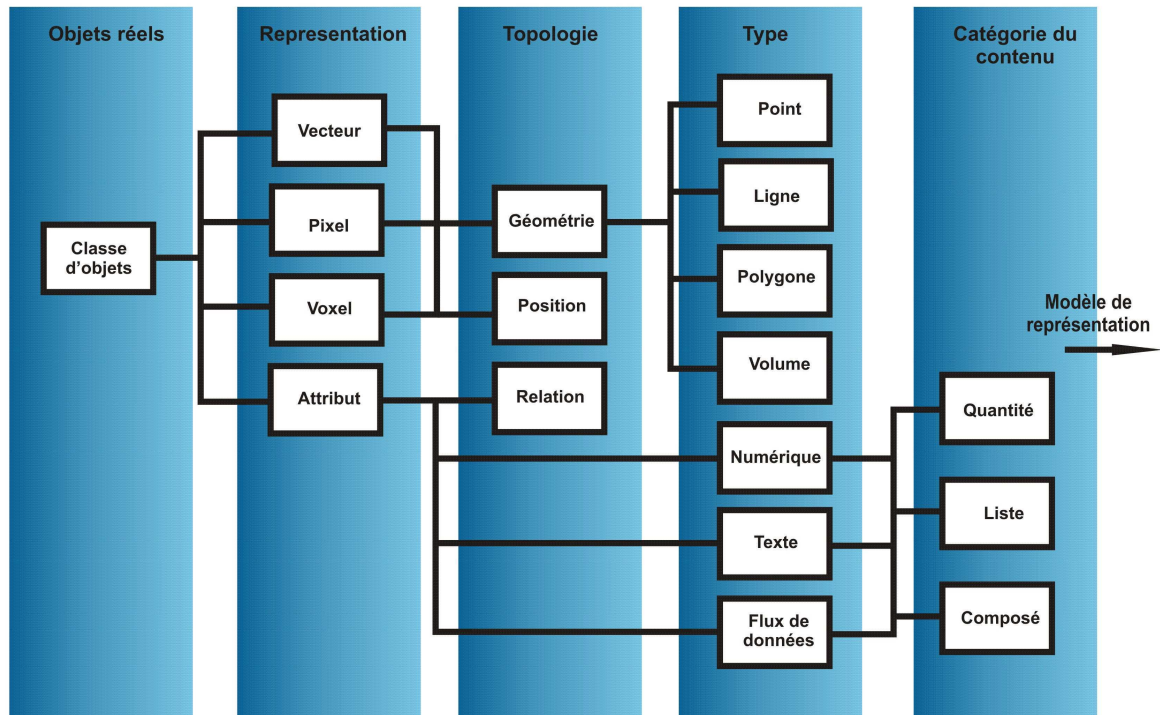 Objets réels
Representation
Topologie
Type
Catégorie du
contenu
Classe
d'objets
Vecteur
Pixel
Voxel
Attribut
Géométrie
Position
Relation
Point
Ligne
Polygone
Volume
Numérique
Texte
Flux de
données
Quantité
Liste
Composé
Modèle de
représentation